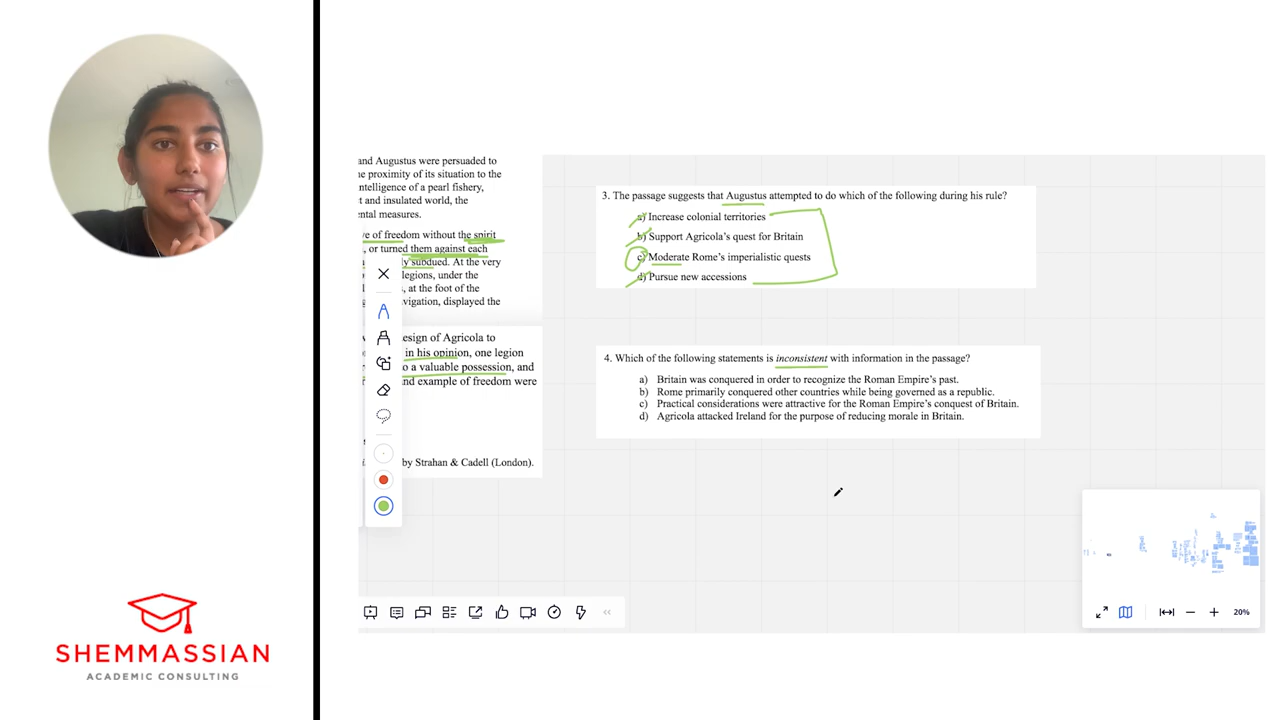 and Augustus were persuaded to
proximity of its situation to the
ntelligence of a pearl fishery,
t and insulated world, the
ental measures.
of freedom without the spirit
, or turned them against each
subdued. At the very
legions, under the
, at the foot of the
vigation, displayed the
esign of Agricola to
in his opinion, one legion
o a valuable possession, and
nd example of freedom were
by Strahan & Cadell (London).
3. The passage suggests that Augustus attempted to do which of the following during his rule?
a) Increase colonial territories
b) Support Agricola's quest for Britain
c) Moderate Rome's imperialistic quests
d) Pursue new accessions
4. Which of the following statements is inconsistent with information in the passage?
a) Britain was conquered in order to recognize the Roman Empire's past.
b) Rome primarily conquered other countries while being governed as a republic.
c) Practical considerations were attractive for the Roman Empire's conquest of Britain.
d) Agricola attacked Ireland for the purpose of reducing morale in Britain.
20%
SHEMMASSIAN
ACADEMIC CONSULTING